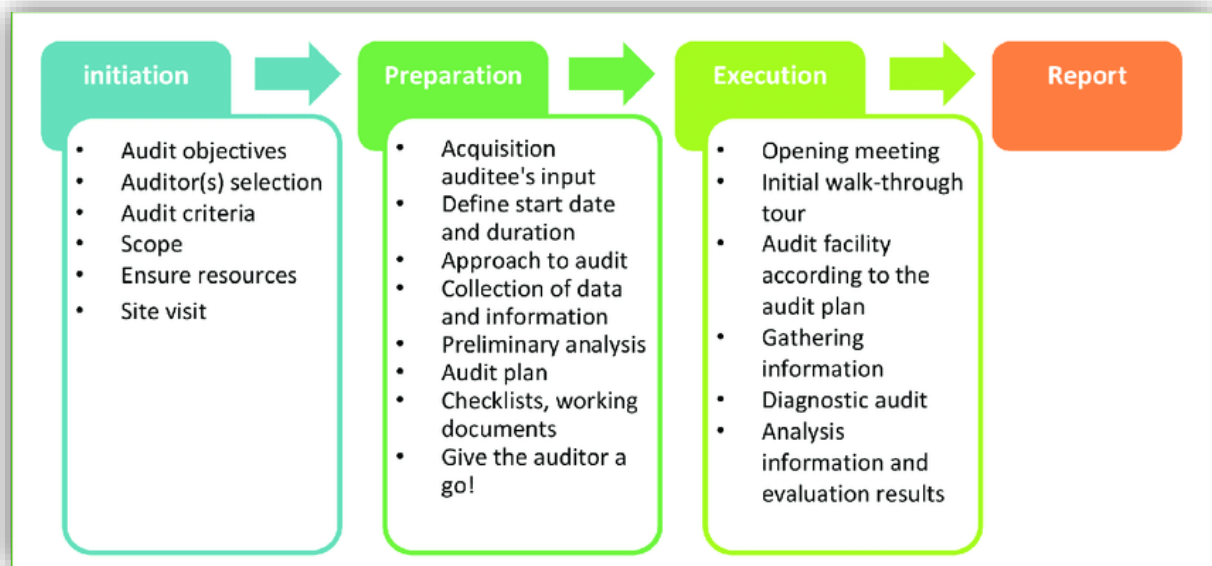 initiation
• Audit objectives
• Auditor(s) selection
• Audit criteria
• Scope
• Ensure resources
• Site visit
Preparation
• Acquisition
auditee's input
• Define start date
and duration
• Approach to audit
• Collection of data
and information
• Preliminary analysis
• Audit plan
• Checklists, working
documents
• Give the auditor a
go!
Execution
• Opening meeting
• Initial walk-through
tour
• Audit facility
according to the
audit plan
• Gathering
information
• Diagnostic audit
• Analysis
information and
evaluation results
Report